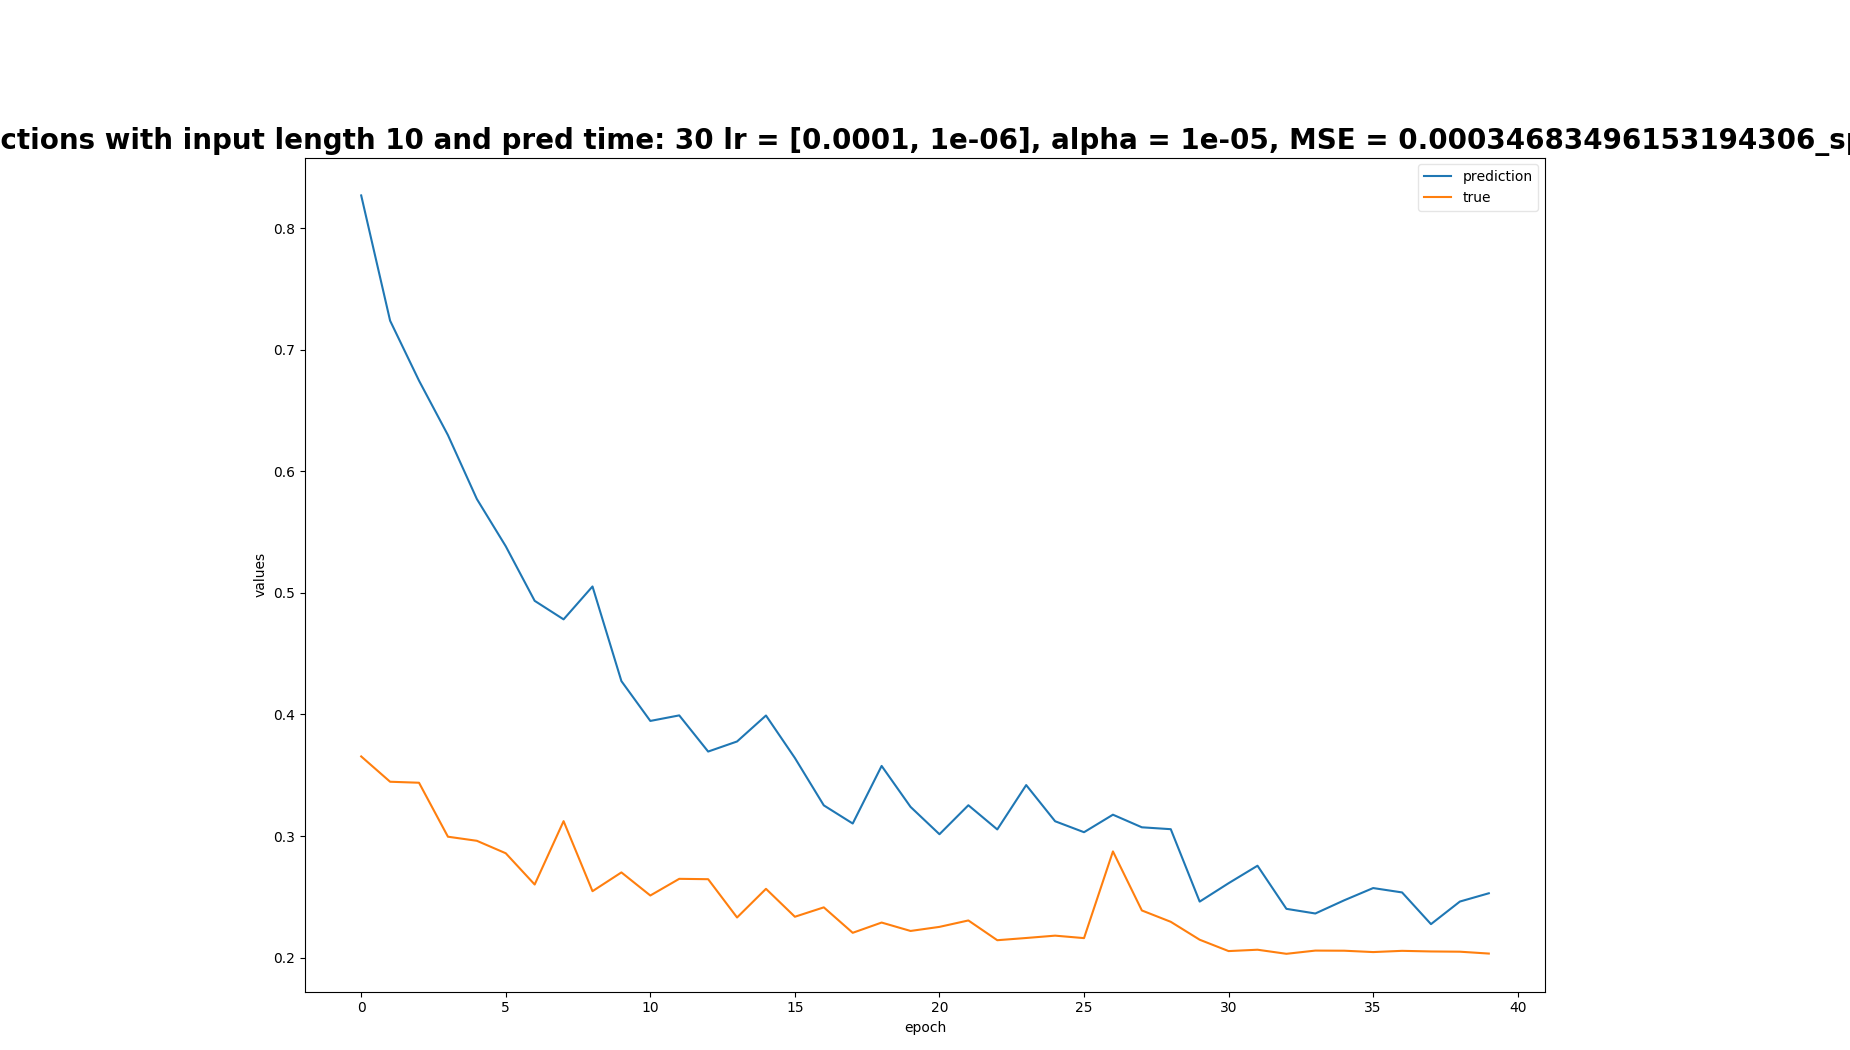 ctions with input length 10 and pred time: 30 lr = [0.0001, 1e-06], alpha = 1e-05, MSE = 0.00034683496153194306_sp
prediction
true
0.8
0.7
0.6
0.5
0.4
0.3
0.2
values
0 5 10 15 20 25 30 35 40
epoch